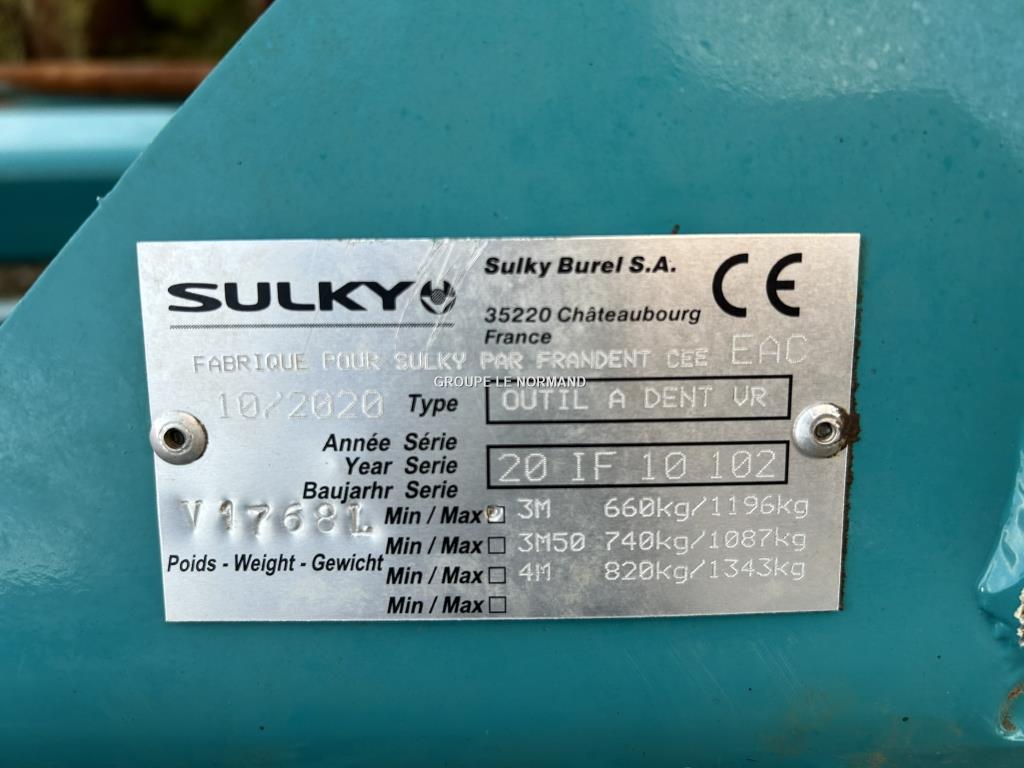 SULKY
Sulky Burel S.A.
35220 Châteaubourg
France
CE
FABRIQUE POUR SULKY PAR FRANDENT CEE EAC
GROUPE LE NORMAND
10/2020 Type OUTIL A DENT VR
Année Série
Year Serie 20 IF 10 102
Baujarhr Serie
V1768L Min / Max 3M 660kg/1196kg
Min / Max 3M50 740kg/1087kg
Poids - Weight - Gewicht Min / Max 4M 820kg/1343kg
Min / Max